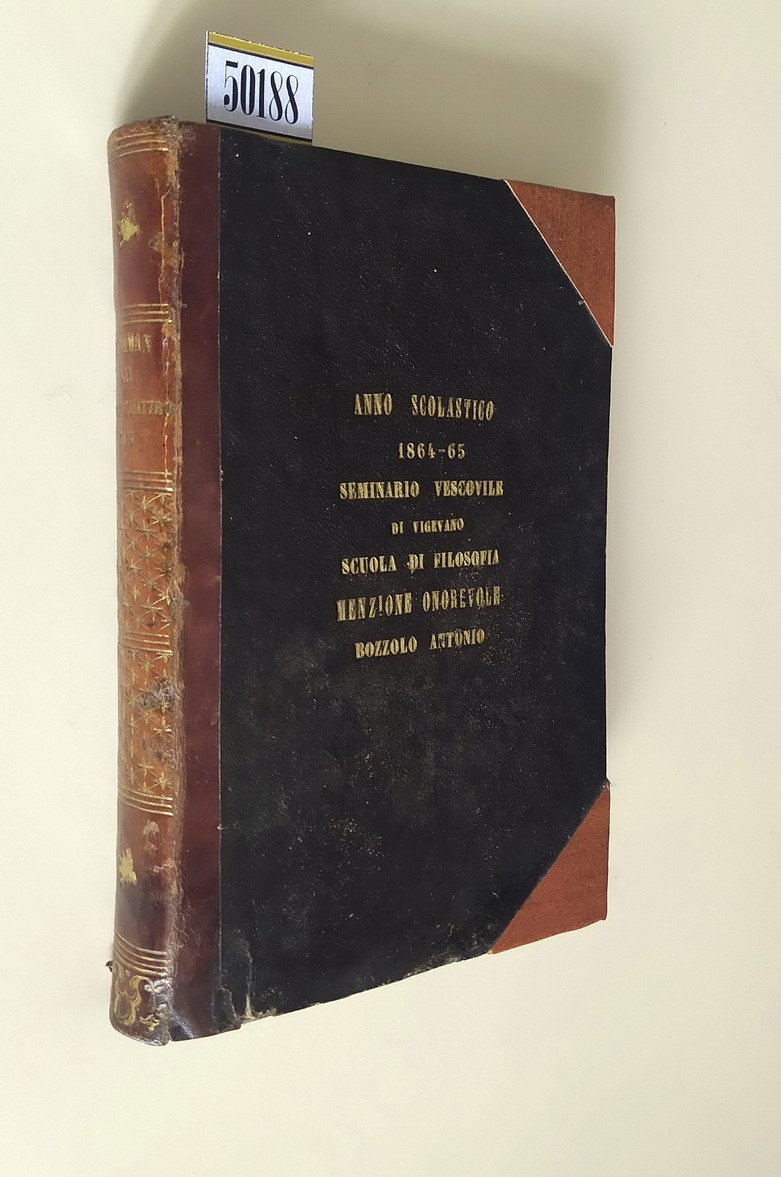 50188
ANNO SCOLASTICO
1864-65
SEMINARIO VESCOVILE
DI VIGEVANO
SCUOLA DI FILOSOFIA
MENZIONE ONOREVOLE
BOZZOLO ANTONIO